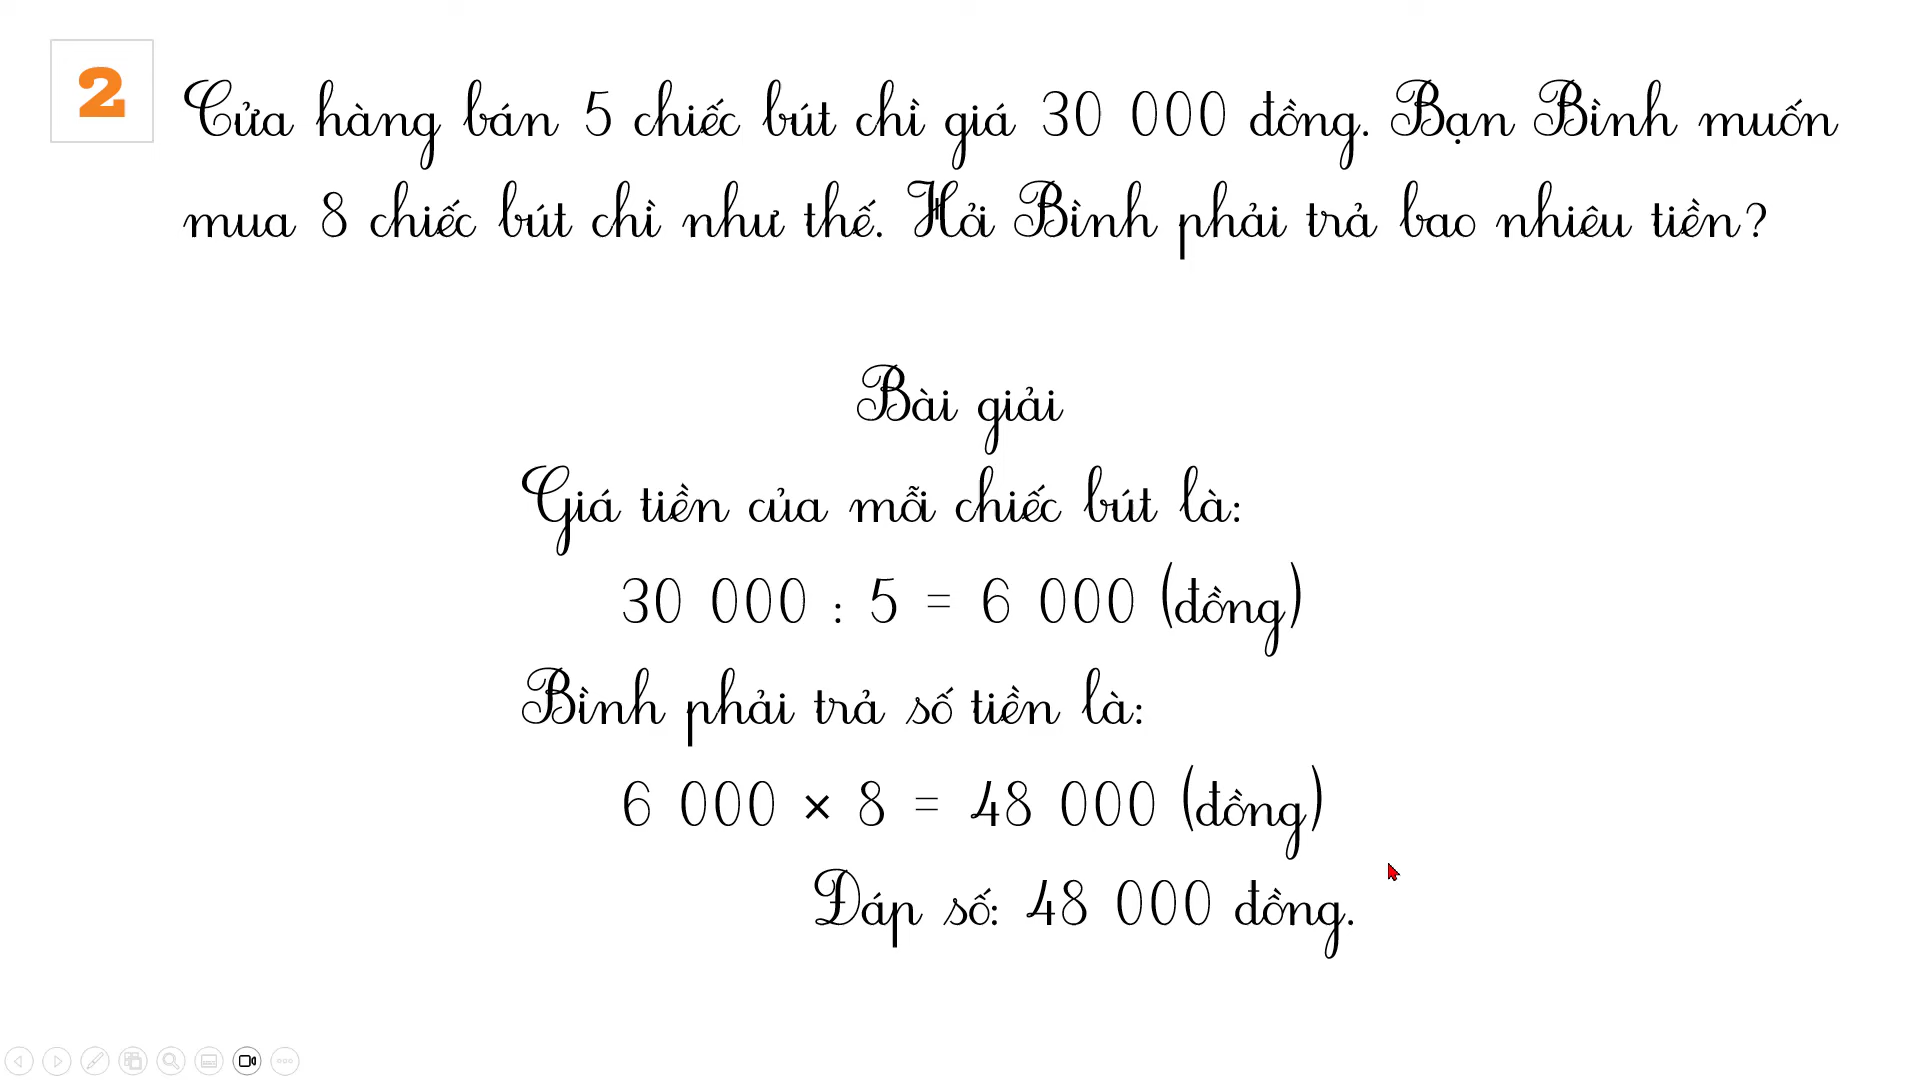 2
Cửa hàng bán 5 chiếc bút chì giá 30 000 đồng. Bạn Bình muốn
mua 8 chiếc bút chì như thế. Hỏi Bình phải trả bao nhiêu tiền?
Bài giải
Giá tiền của mỗi chiếc bút là:
30 000 : 5 = 6 000 (đồng)
Bình phải trả số tiền là:
6 000 × 8 = 48 000 (đồng)
Đáp số: 48 000 đồng.